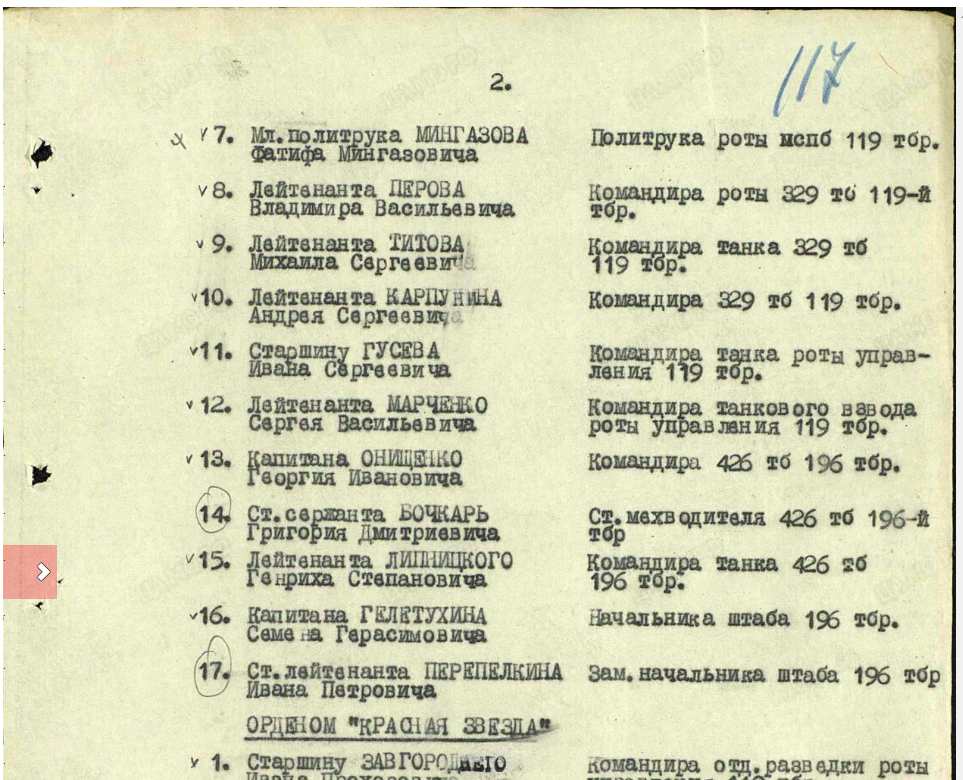 117
2.
7. Мл.политрука МИНГАЗОВА Политрука роты мспб 119 тбр.
Фатифа Мингазовича
8. Лейтенанта ПЕРОВА Командира роты 329 тб 119-й
Владимира Васильевича тбр.
9. Лейтенанта ТИТОВА Командира танка 329 тб
Михаила Сергеевича 119 тбр.
10. Лейтенанта КАРПУНИНА Командира 329 тб 119 тбр.
Андрея Сергеевича
11. Старшину ГУСЕВА Командира танка роты управ-
Ивана Сергеевича ления 119 тбр.
12. Лейтенанта МАРЧЕНКО Командира танкового взвода
Сергея Васильевича роты управления 119 тбр.
13. Капитана ОНИЩЕНКО Командира 426 тб 196 тбр.
Георгия Ивановича
14. Ст.сержанта БОЧКАРЬ Ст.мехводителя 426 тб 196-й
Григория Дмитриевича тбр
15. Лейтенанта ЛИПНИЦКОГО Командира танка 426 тб
Генриха Степановича 196 тбр.
16. Капитана ГЕЛЕТУХИНА Начальника штаба 196 тбр.
Семена Герасимовича
17. Ст.лейтенанта ПЕРЕПЕЛКИНА Зам.начальника штаба 196 тбр
Ивана Петровича
ОРДЕНОМ "КРАСНАЯ ЗВЕЗДА"
1. Старшину ЗАВГОРОДНЕГО Командира отд.разведки роты
Ивана управления 119 тбр.